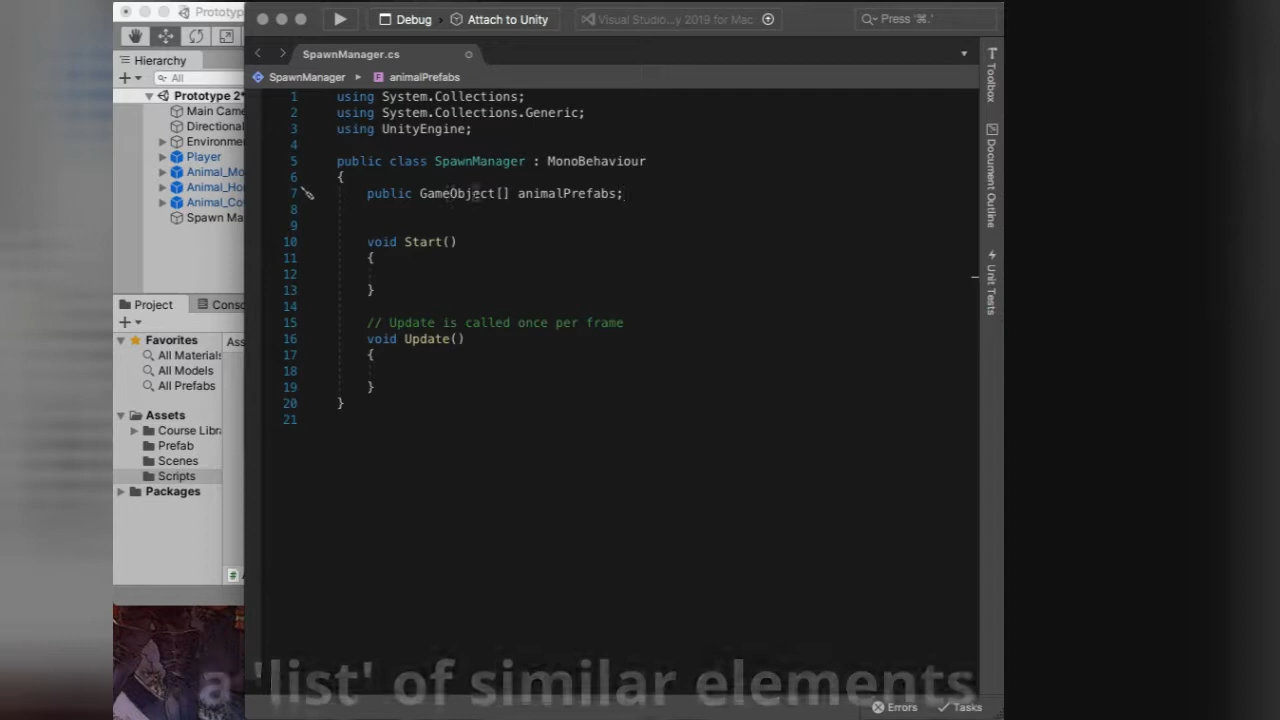 Prototype
Hierarchy
All
Prototype 2*
Main Came
Directional
Environme
Player
Animal_Mo
Animal_Ho
Animal_Co
Spawn Ma
Project
Conso
Favorites
All Materials
All Models
All Prefabs
Assets
Course Libra
Prefab
Scenes
Scripts
Packages
Ass
Debug
Attach to Unity
Visual Studio...y 2019 for Mac
Press '⌘.'
SpawnManager.cs
SpawnManager
animalPrefabs
1 using System.Collections;
2 using System.Collections.Generic;
3 using UnityEngine;
4
5 public class SpawnManager : MonoBehaviour
6 {
7 public GameObject[] animalPrefabs;
8
9
10 void Start()
11 {
12
13 }
14
15 // Update is called once per frame
16 void Update()
17 {
18
19 }
20 }
21
Toolbox
Document Outline
Unit Tests
a 'list' of similar elements
Errors
Tasks